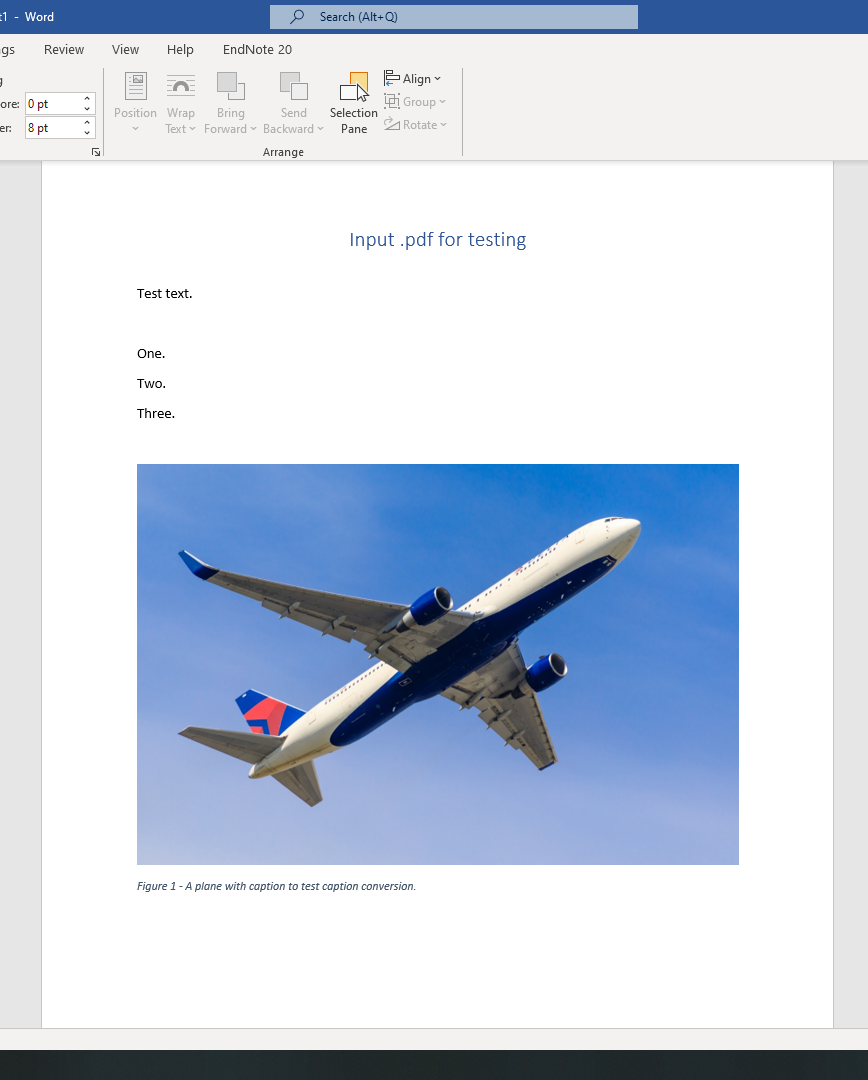 t1 - Word
Search (Alt+Q)
gs Review View Help EndNote 20
g
ore: 0 pt
er: 8 pt
Position
Wrap Text
Bring Forward
Send Backward
Selection Pane
Align
Group
Rotate
Arrange
Input .pdf for testing
Test text.
One.
Two.
Three.
Figure 1 - A plane with caption to test caption conversion.